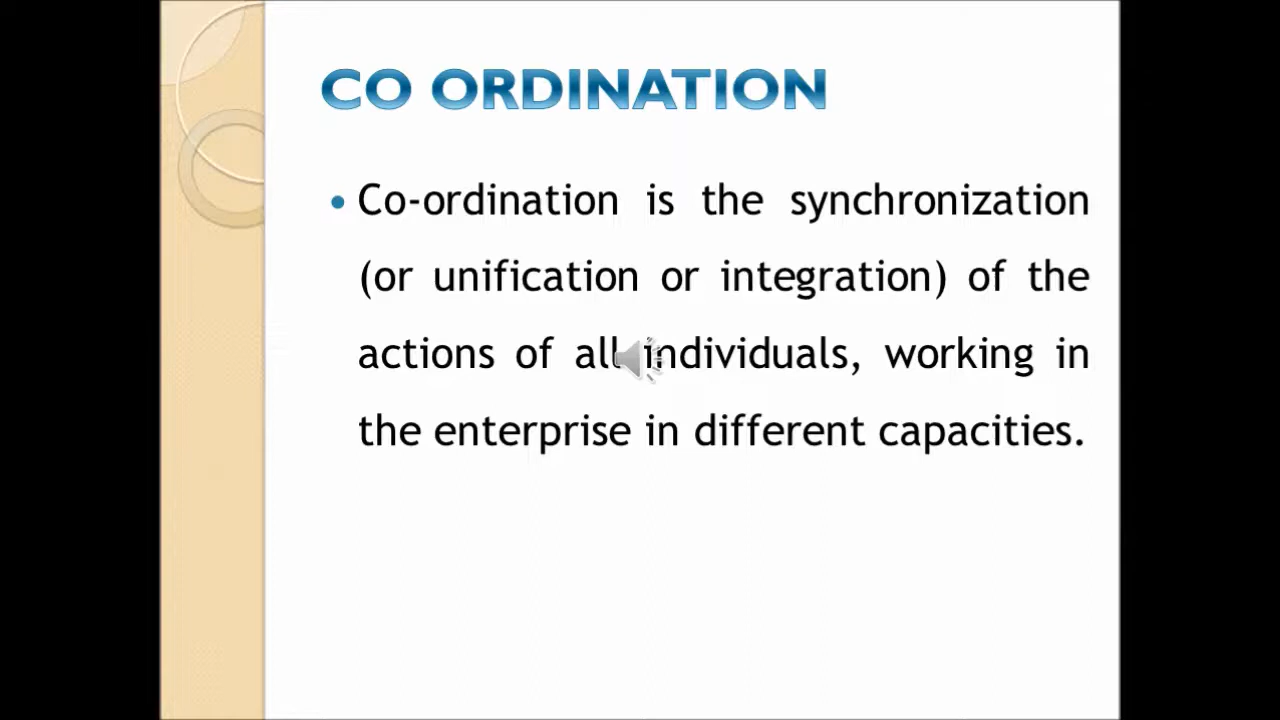 CO ORDINATION
• Co-ordination is the synchronization
(or unification or integration) of the
actions of all individuals, working in
the enterprise in different capacities.